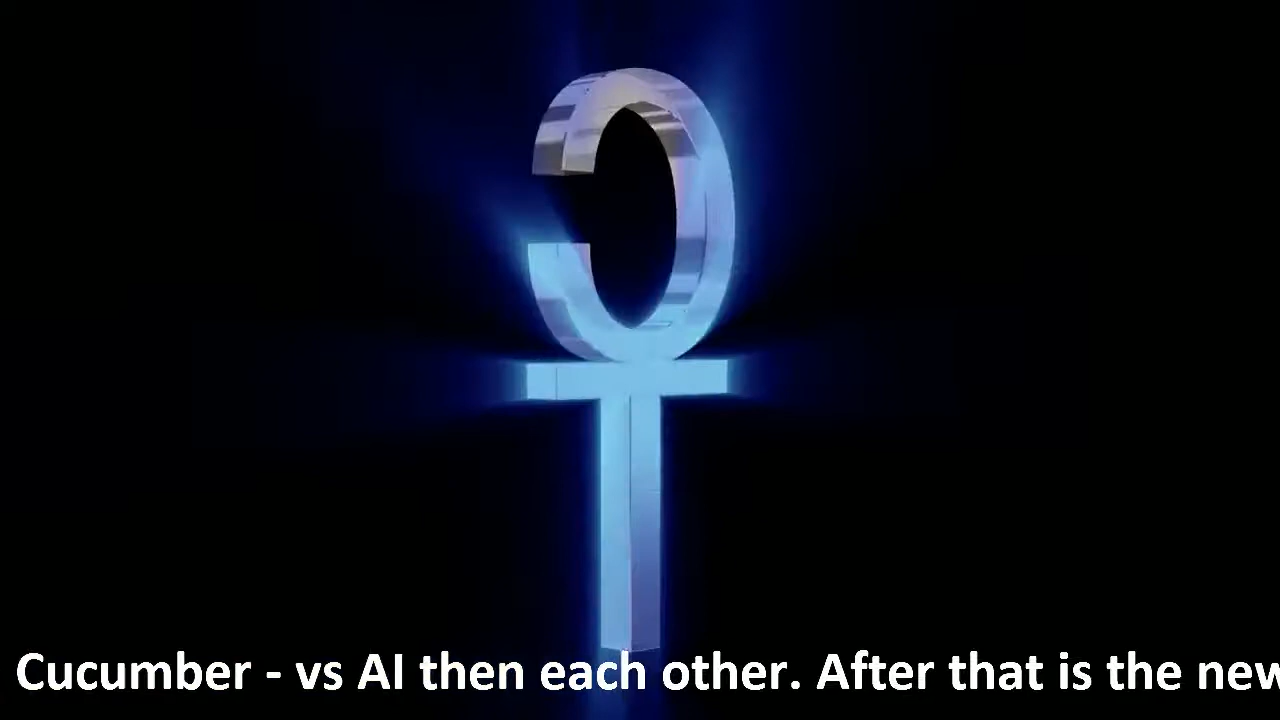 Cucumber - vs AI then each other. After that is the new